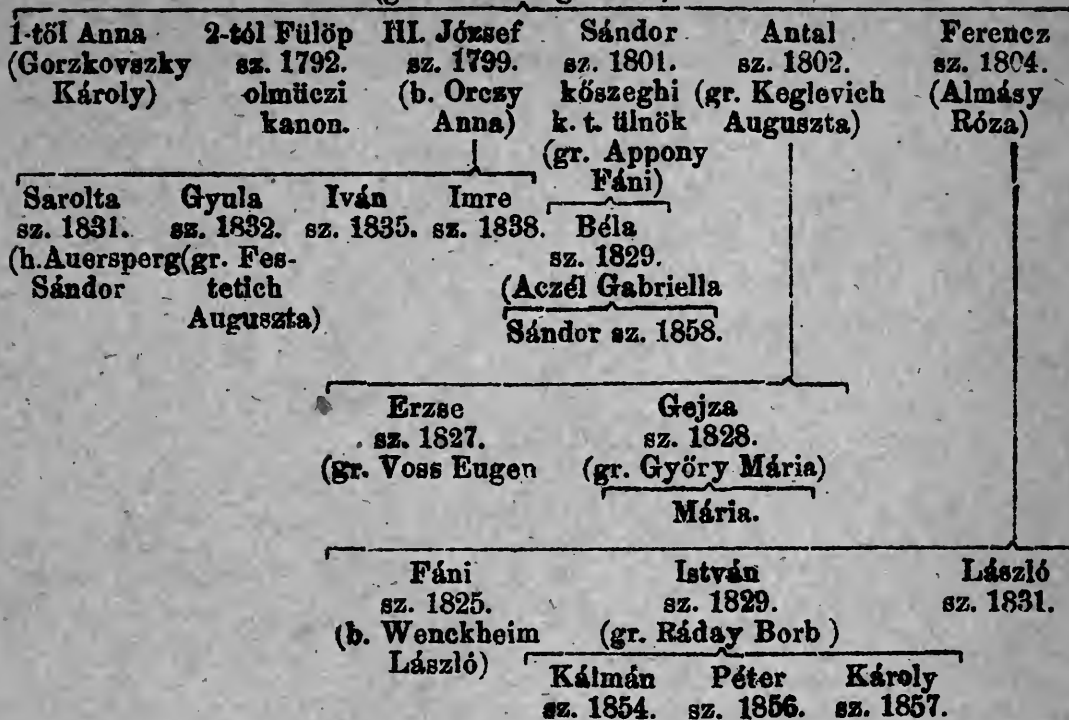 1-től Anna 2-tól Fülöp III. József Sándor Antal Ferencz
(Gorzkovszky sz. 1792. sz. 1799. sz. 1801. sz. 1802. sz. 1804.
Károly) olmüczi (b. Orczy kőszeghi (gr. Keglevich (Almásy
kanon. Anna) k. t. ülnök Auguszta) Róza)
(gr. Appony
Fáni)
Sarolta Gyula Iván Imre
sz. 1831. sz. 1832. sz. 1835. sz. 1838. Béla
(h. Auersperg (gr. Fes- sz. 1829.
Sándor tetich (Aczél Gabriella
Auguszta) Sándor sz. 1858.
Erzse Gejza
sz. 1827. sz. 1828.
(gr. Voss Eugen (gr. Győry Mária)
Mária.
Fáni István László
sz. 1825. sz. 1829. sz. 1831.
(b. Wenckheim (gr. Ráday Borb )
László) Kálmán Péter Károly
sz. 1854. sz. 1856. sz. 1857.